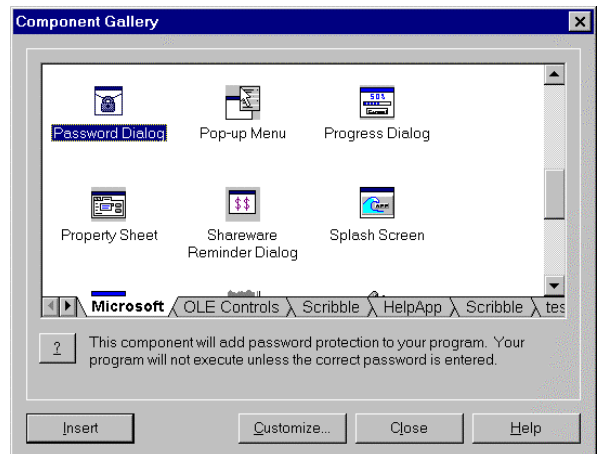 Component Gallery
50%
Password Dialog
Pop-up Menu
Progress Dialog
$$
Property Sheet
Shareware
Reminder Dialog
Splash Screen
Microsoft
OLE Controls
Scribble
HelpApp
Scribble
tes
?
This component will add password protection to your program. Your
program will not execute unless the correct password is entered.
Insert
Customize...
Close
Help